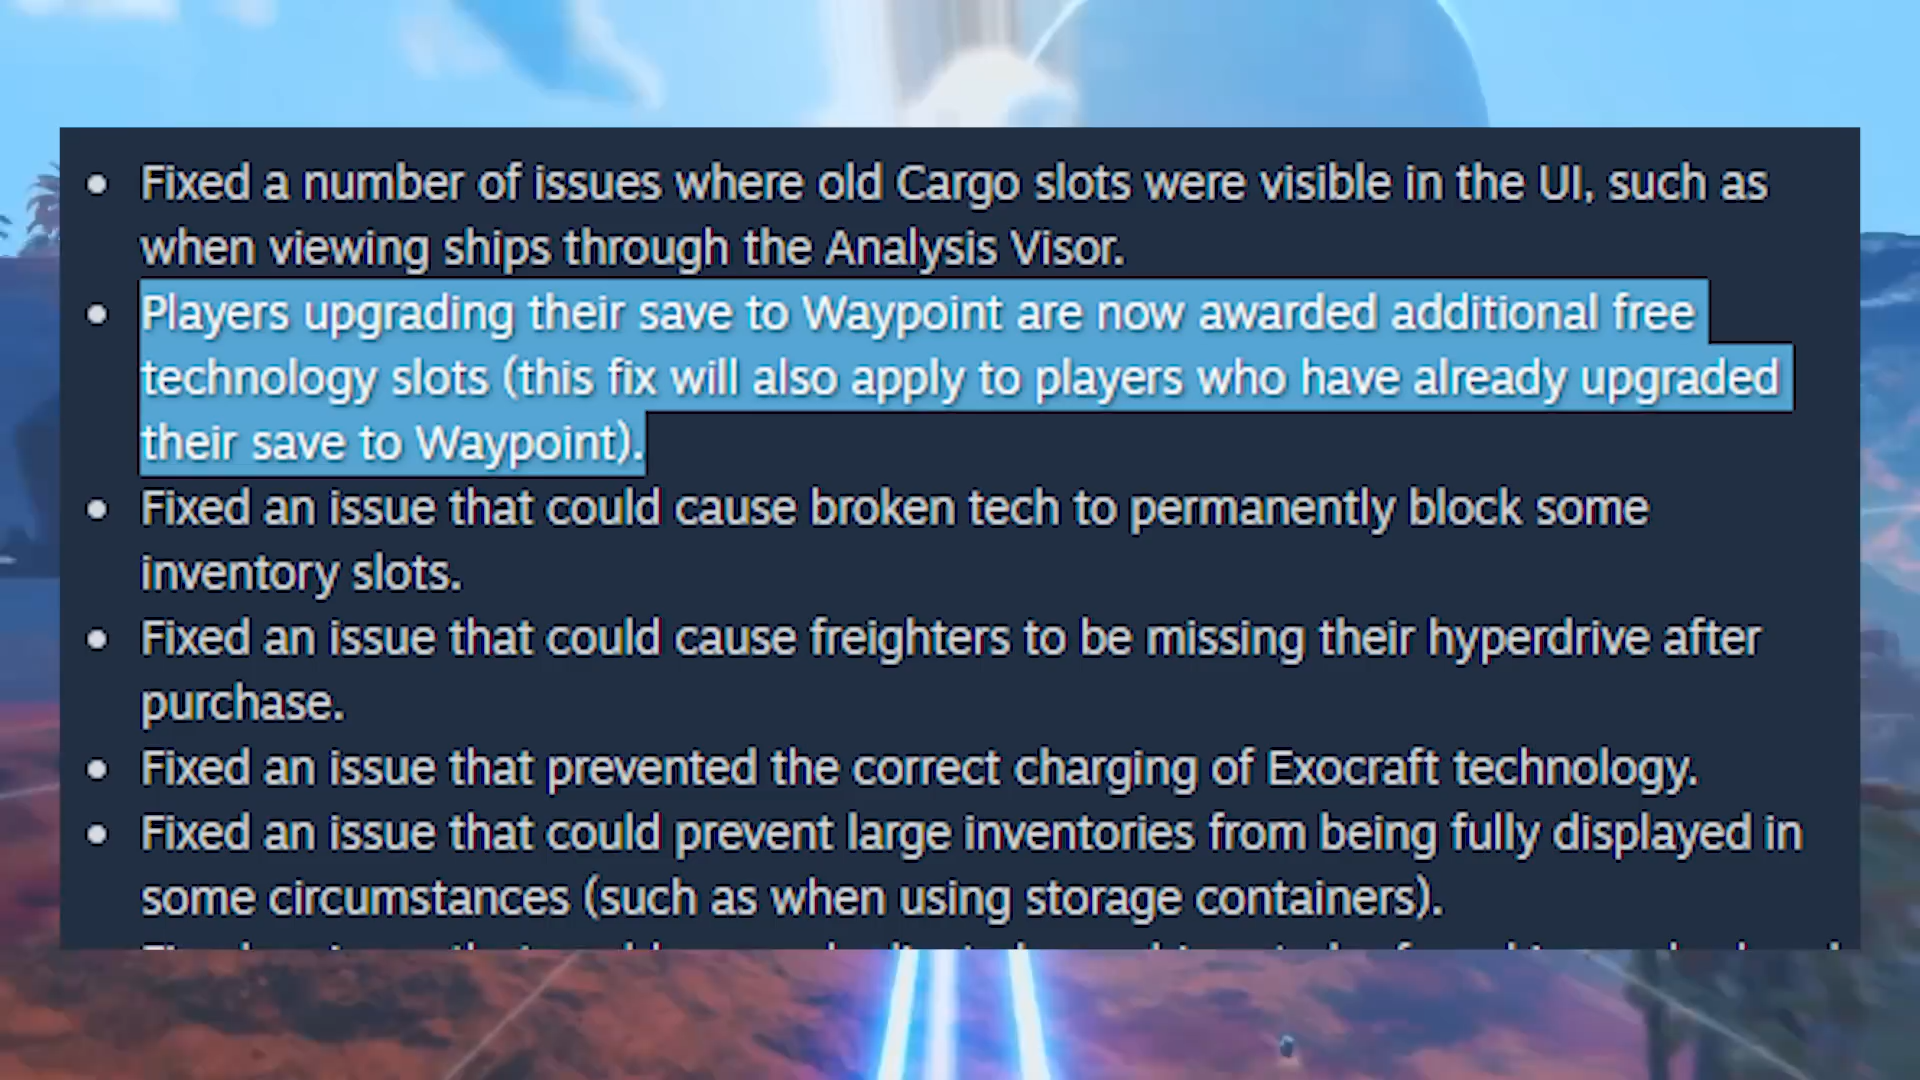 Fixed a number of issues where old Cargo slots were visible in the UI, such as
when viewing ships through the Analysis Visor.
Players upgrading their save to Waypoint are now awarded additional free
technology slots (this fix will also apply to players who have already upgraded
their save to Waypoint).
Fixed an issue that could cause broken tech to permanently block some
inventory slots.
Fixed an issue that could cause freighters to be missing their hyperdrive after
purchase.
Fixed an issue that prevented the correct charging of Exocraft technology.
Fixed an issue that could prevent large inventories from being fully displayed in
some circumstances (such as when using storage containers).